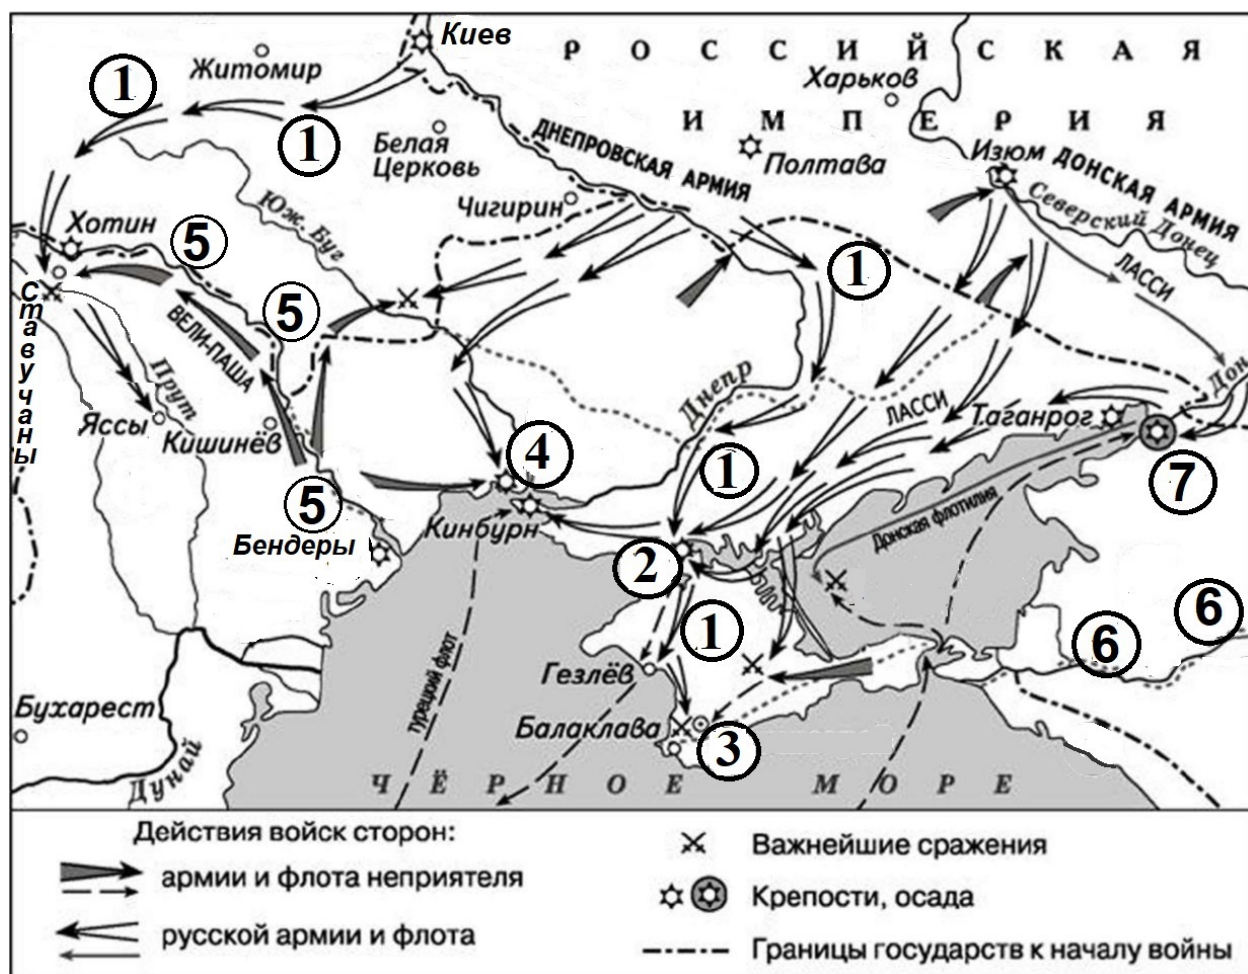 Киев
РОССИЙСКАЯ
Житомир
Харьков
1
ИМПЕРИЯ
1
Белая
Церковь
ДНЕПРОВСКАЯ АРМИЯ
Полтава
Изюм
ДОНСКАЯ АРМИЯ
Чигирин
Северский Донец
Юж. Буг
Хотин
5
1
ЛАССИ
Ставучаны
5
ВЕЛИ-ПАША
Прут
Днепр
ЛАССИ
Дон
Яссы
Кишинёв
Таганрог
4
1
7
5
Кинбурн
Донская флотилия
Бендеры
2
1
6
6
Гезлёв
турецкий флот
Бухарест
Балаклава
3
Дунай
ЧЁРНОЕ МОРЕ
Действия войск сторон:
армии и флота неприятеля
русской армии и флота
Важнейшие сражения
Крепости, осада
Границы государств к началу войны